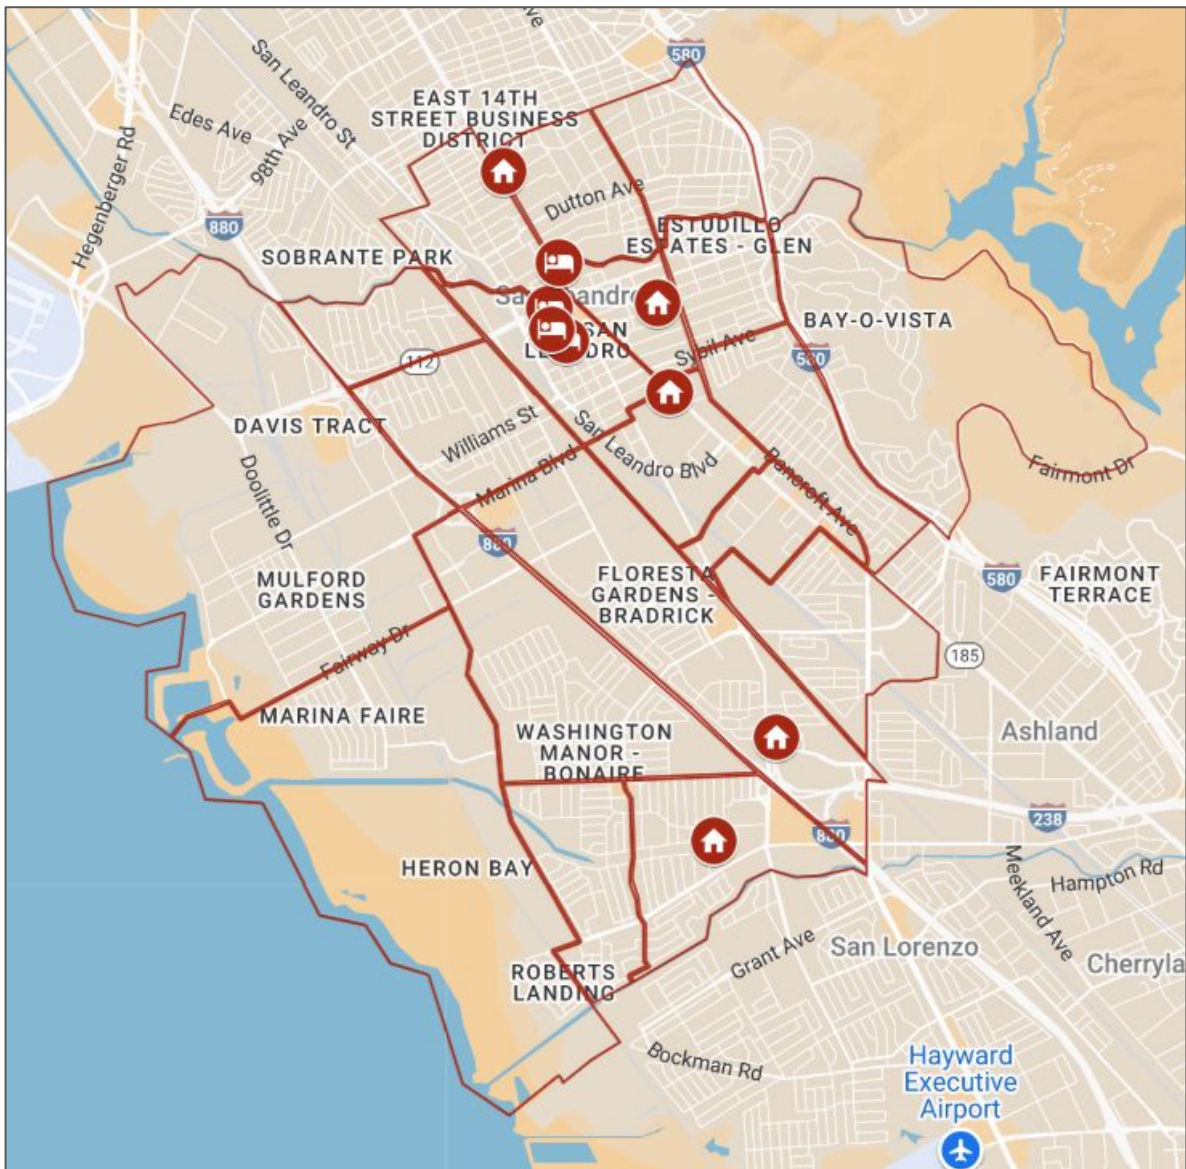 580
EAST 14TH
STREET BUSINESS
DISTRICT
San Leandro St
Edes Ave
98th Ave
Hegenberger Rd
Ave
Dutton Ave
880
ESTUDILLO
ESTATES - GLEN
SOBRANTE PARK
SAN
BAY-O-VISTA
Sybil Ave
580
112
DAVIS TRACT
Williams St
San Leandro Blvd
Marina Blvd
Doolittle Dr
Bancroft Ave
Fairmont Dr
880
MULFORD
GARDENS
FLORESTA
GARDENS -
BRADRICK
580
FAIRMONT
TERRACE
Fairway Dr
185
MARINA FAIRE
WASHINGTON
MANOR -
BONAIRE
Ashland
238
880
HERON BAY
Meekland Ave
Hampton Rd
Grant Ave
San Lorenzo
Cherryla
ROBERTS
LANDING
Bockman Rd
Hayward
Executive
Airport